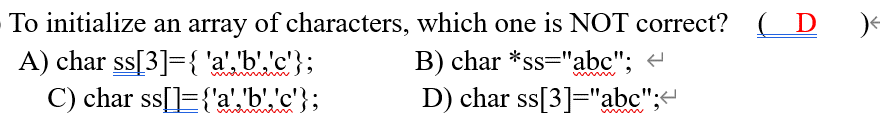 To initialize an array of characters, which one is NOT correct? ( D )↵
A) char ss[3]={ 'a','b','c'}; B) char *ss="abc"; ↵
C) char ss[]={'a','b','c'}; D) char ss[3]="abc";↵